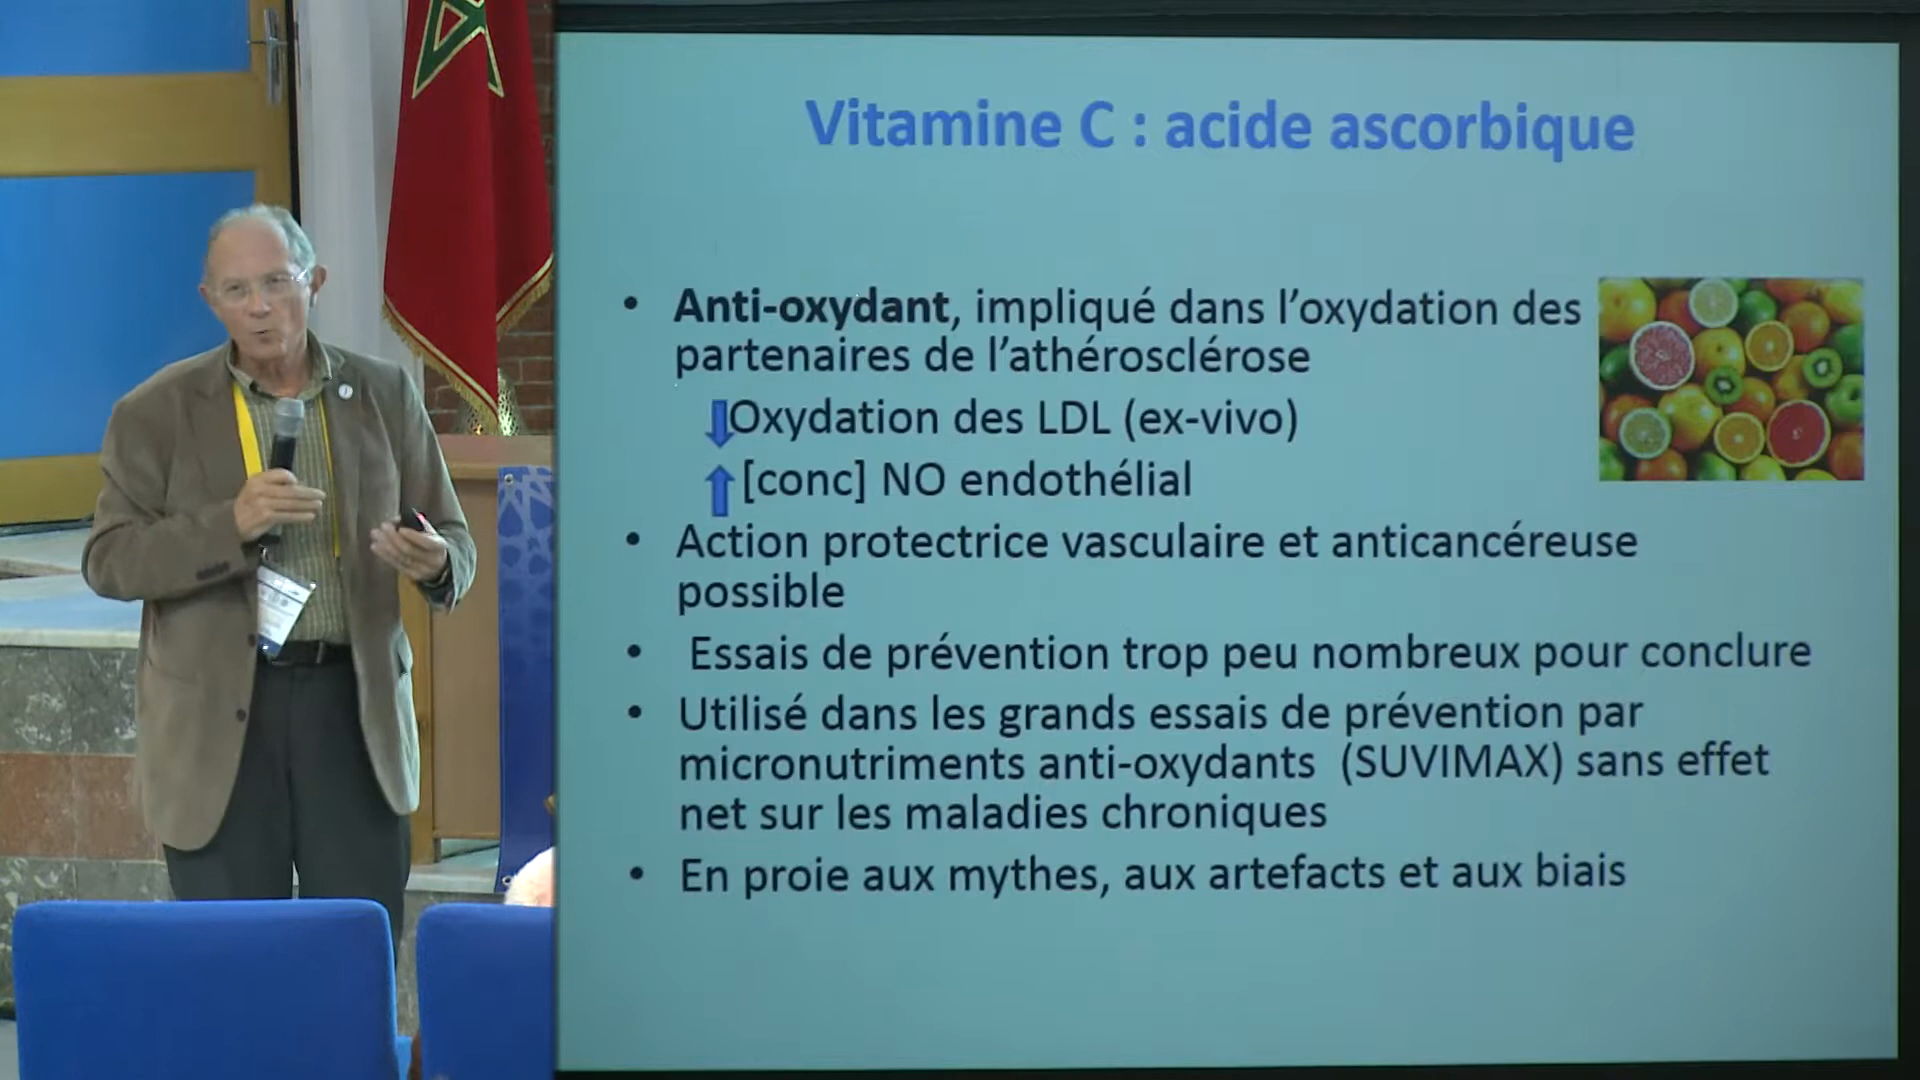 Vitamine C : acide ascorbique
• Anti-oxydant, impliqué dans l’oxydation des
partenaires de l’athérosclérose
Oxydation des LDL (ex-vivo)
[conc] NO endothélial
• Action protectrice vasculaire et anticancéreuse
possible
• Essais de prévention trop peu nombreux pour conclure
• Utilisé dans les grands essais de prévention par
micronutriments anti-oxydants (SUVIMAX) sans effet
net sur les maladies chroniques
• En proie aux mythes, aux artefacts et aux biais